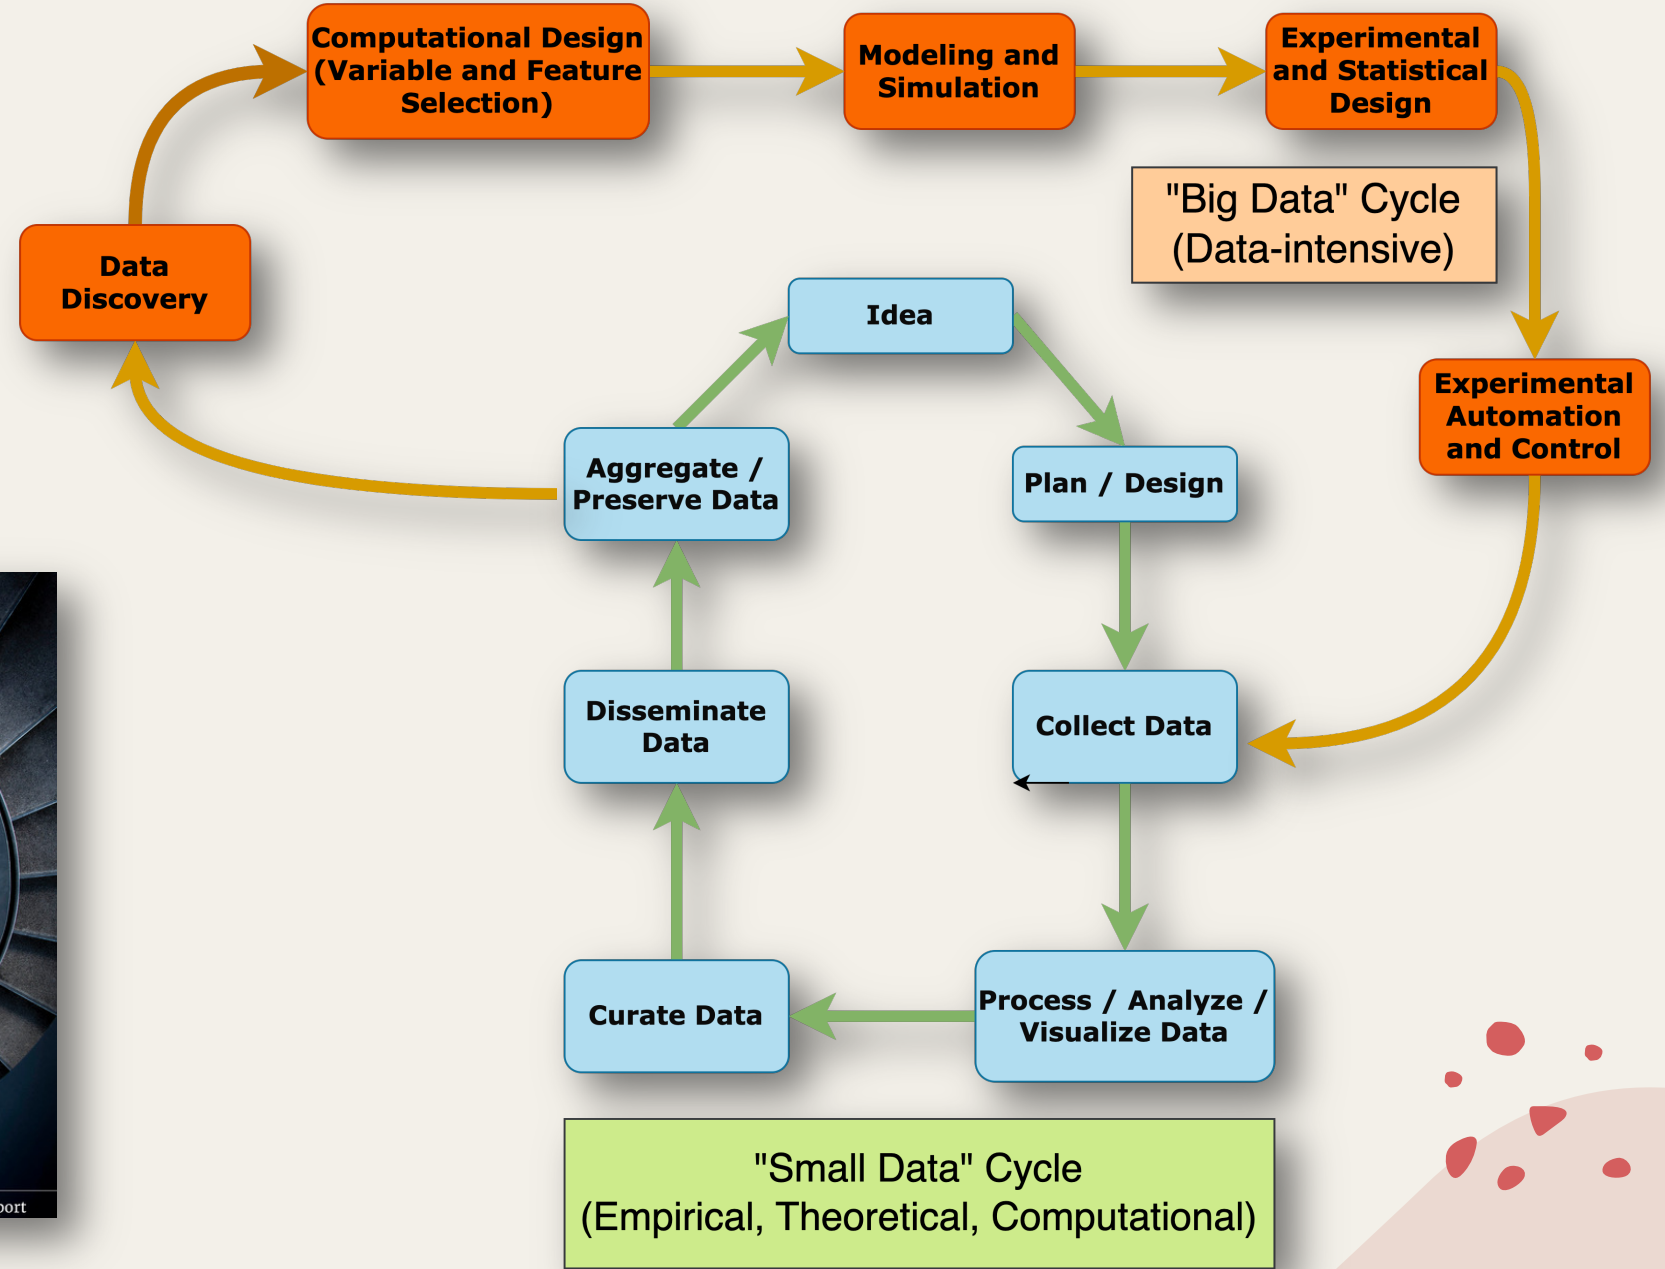 Computational Design
(Variable and Feature
Selection)
Modeling and
Simulation
Experimental
and Statistical
Design
"Big Data" Cycle
(Data-intensive)
Data
Discovery
Idea
Experimental
Automation
and Control
Aggregate /
Preserve Data
Plan / Design
Disseminate
Data
Collect Data
Curate Data
Process / Analyze /
Visualize Data
"Small Data" Cycle
(Empirical, Theoretical, Computational)